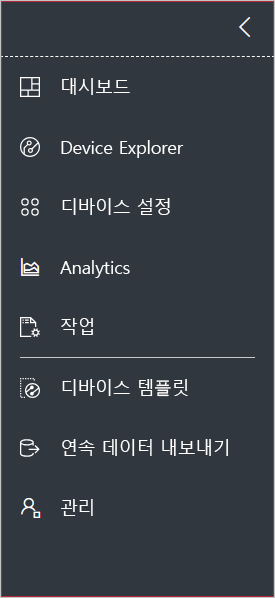 대시보드
Device Explorer
디바이스 설정
Analytics
작업
디바이스 템플릿
연속 데이터 내보내기
관리